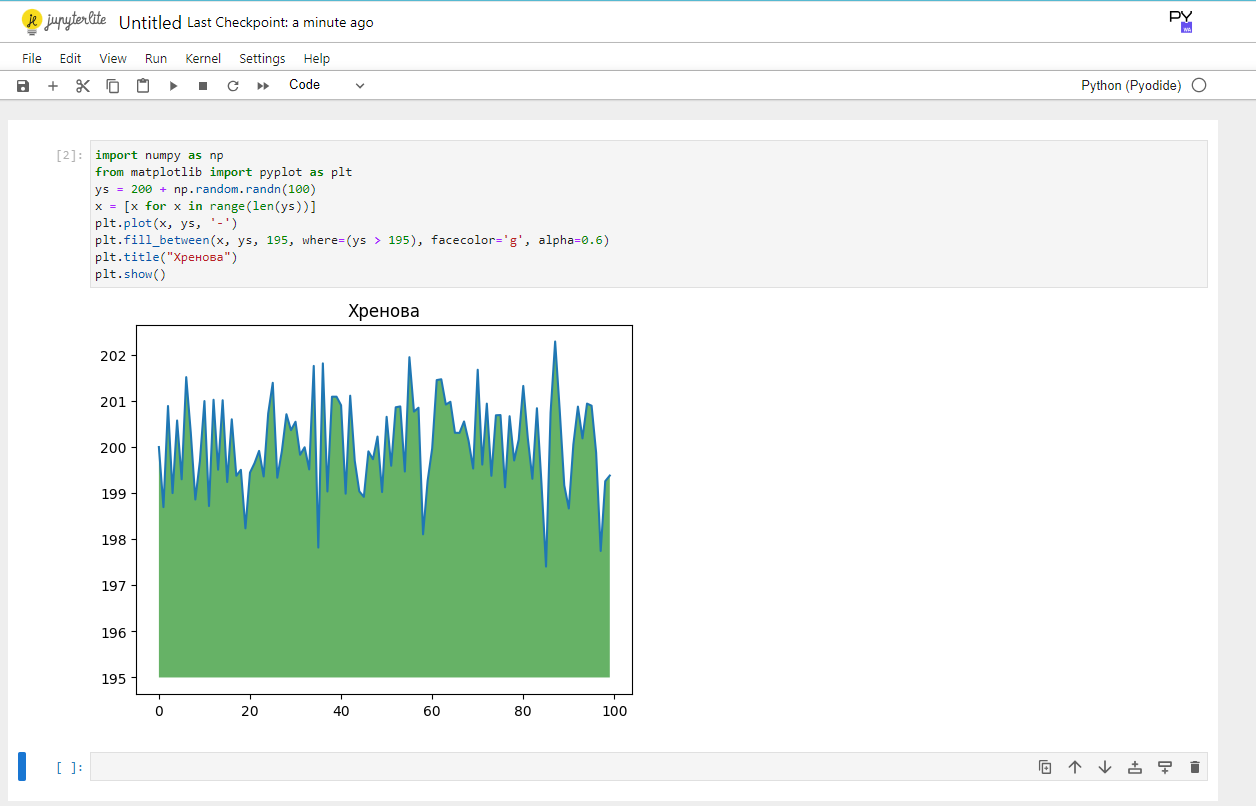 jupyterlite Untitled Last Checkpoint: a minute ago PY WA
File Edit View Run Kernel Settings Help
Code Python (Pyodide)
[2]:
import numpy as np
from matplotlib import pyplot as plt
ys = 200 + np.random.randn(100)
x = [x for x in range(len(ys))]
plt.plot(x, ys, '-')
plt.fill_between(x, ys, 195, where=(ys > 195), facecolor='g', alpha=0.6)
plt.title("Хренова")
plt.show()
Хренова
202
201
200
199
198
197
196
195
0 20 40 60 80 100
[ ]: